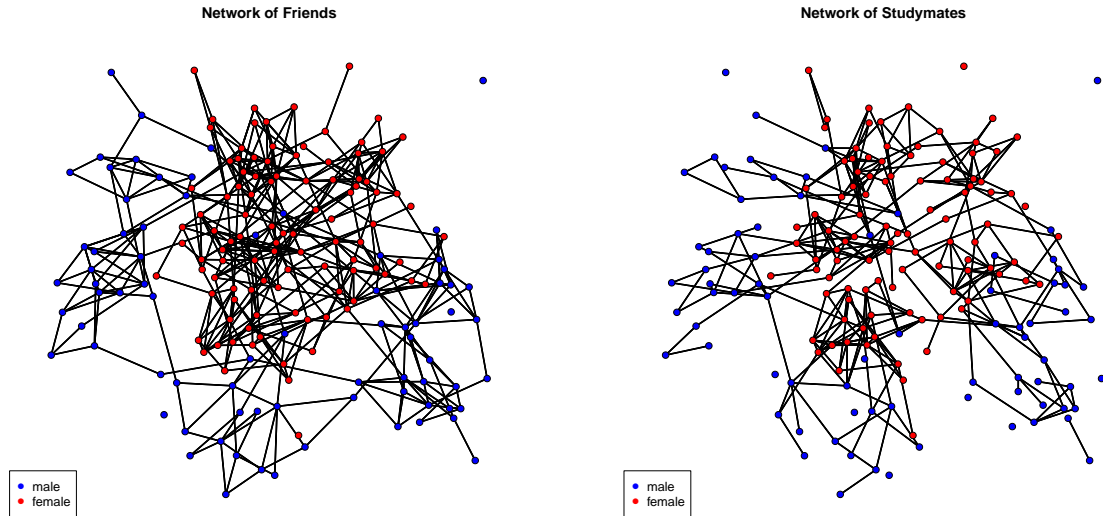 Network of Friends
Network of Studymates
male
female
male
female